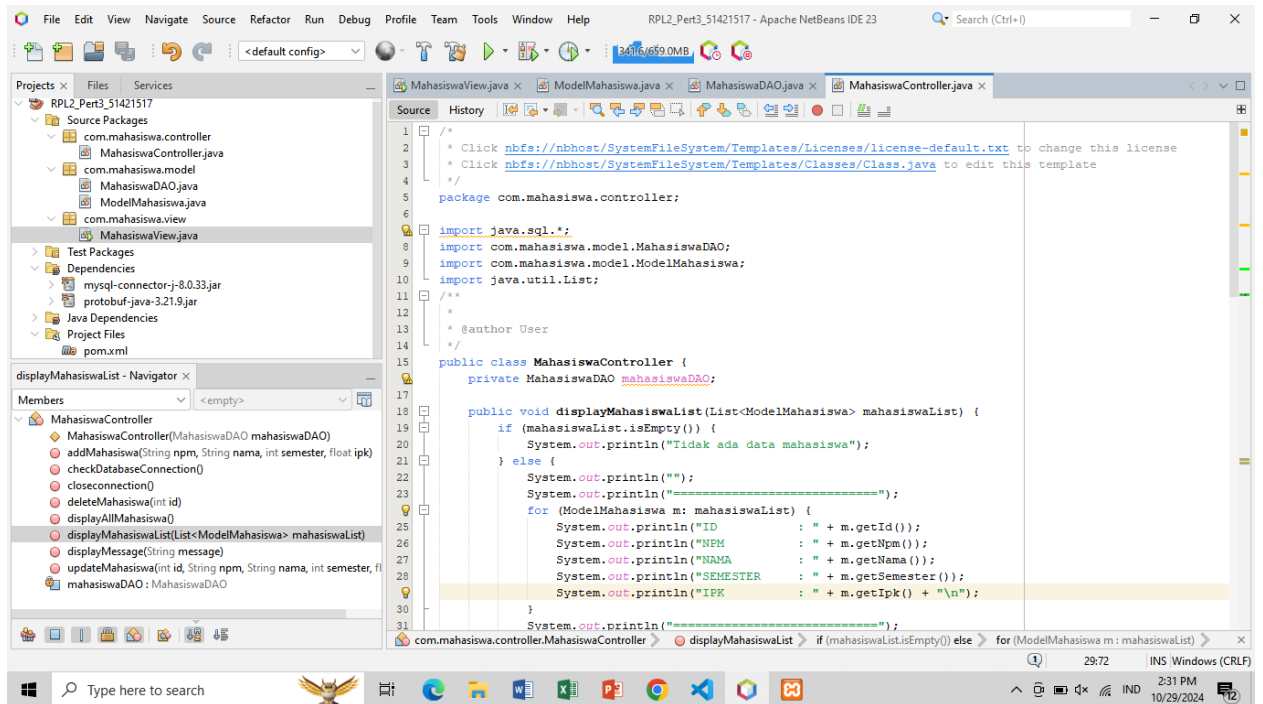 File Edit View Navigate Source Refactor Run Debug Profile Team Tools Window Help RPL2_Pert3_51421517 - Apache NetBeans IDE 23 Search (Ctrl+I)
<default config> 341.6/659.0MB
Projects Files Services
RPL2_Pert3_51421517
Source Packages
com.mahasiswa.controller
MahasiswaController.java
com.mahasiswa.model
MahasiswaDAO.java
ModelMahasiswa.java
com.mahasiswa.view
MahasiswaView.java
Test Packages
Dependencies
mysql-connector-j-8.0.33.jar
protobuf-java-3.21.9.jar
Java Dependencies
Project Files
pom.xml
displayMahasiswaList - Navigator
Members <empty>
MahasiswaController
MahasiswaController(MahasiswaDAO mahasiswaDAO)
addMahasiswa(String npm, String nama, int semester, float ipk)
checkDatabaseConnection()
closeconnection()
deleteMahasiswa(int id)
displayAllMahasiswa()
displayMahasiswaList(List<ModelMahasiswa> mahasiswaList)
displayMessage(String message)
updateMahasiswa(int id, String npm, String nama, int semester, fl
mahasiswaDAO : MahasiswaDAO
MahasiswaView.java ModelMahasiswa.java MahasiswaDAO.java MahasiswaController.java
Source History
1 /*
2 * Click nbfs://nbhost/SystemFileSystem/Templates/Licenses/license-default.txt to change this license
3 * Click nbfs://nbhost/SystemFileSystem/Templates/Classes/Class.java to edit this template
4 */
5 package com.mahasiswa.controller;
6
import java.sql.*;
8 import com.mahasiswa.model.MahasiswaDAO;
9 import com.mahasiswa.model.ModelMahasiswa;
10 import java.util.List;
11 /**
12 *
13 * @author User
14 */
15 public class MahasiswaController {
private MahasiswaDAO mahasiswaDAO;
17
18 public void displayMahasiswaList(List<ModelMahasiswa> mahasiswaList) {
19 if (mahasiswaList.isEmpty()) {
20 System.out.println("Tidak ada data mahasiswa");
21 } else {
22 System.out.println("");
23 System.out.println("============================");
for (ModelMahasiswa m: mahasiswaList) {
25 System.out.println("ID : " + m.getId());
26 System.out.println("NPM : " + m.getNpm());
27 System.out.println("NAMA : " + m.getNama());
28 System.out.println("SEMESTER : " + m.getSemester());
System.out.println("IPK : " + m.getIpk() + "\n");
30 }
31 System.out.println("============================");
com.mahasiswa.controller.MahasiswaController displayMahasiswaList if (mahasiswaList.isEmpty()) else for (ModelMahasiswa m : mahasiswaList)
1 29:72 INS Windows (CRLF)
Type here to search
IND 2:31 PM
10/29/2024 12